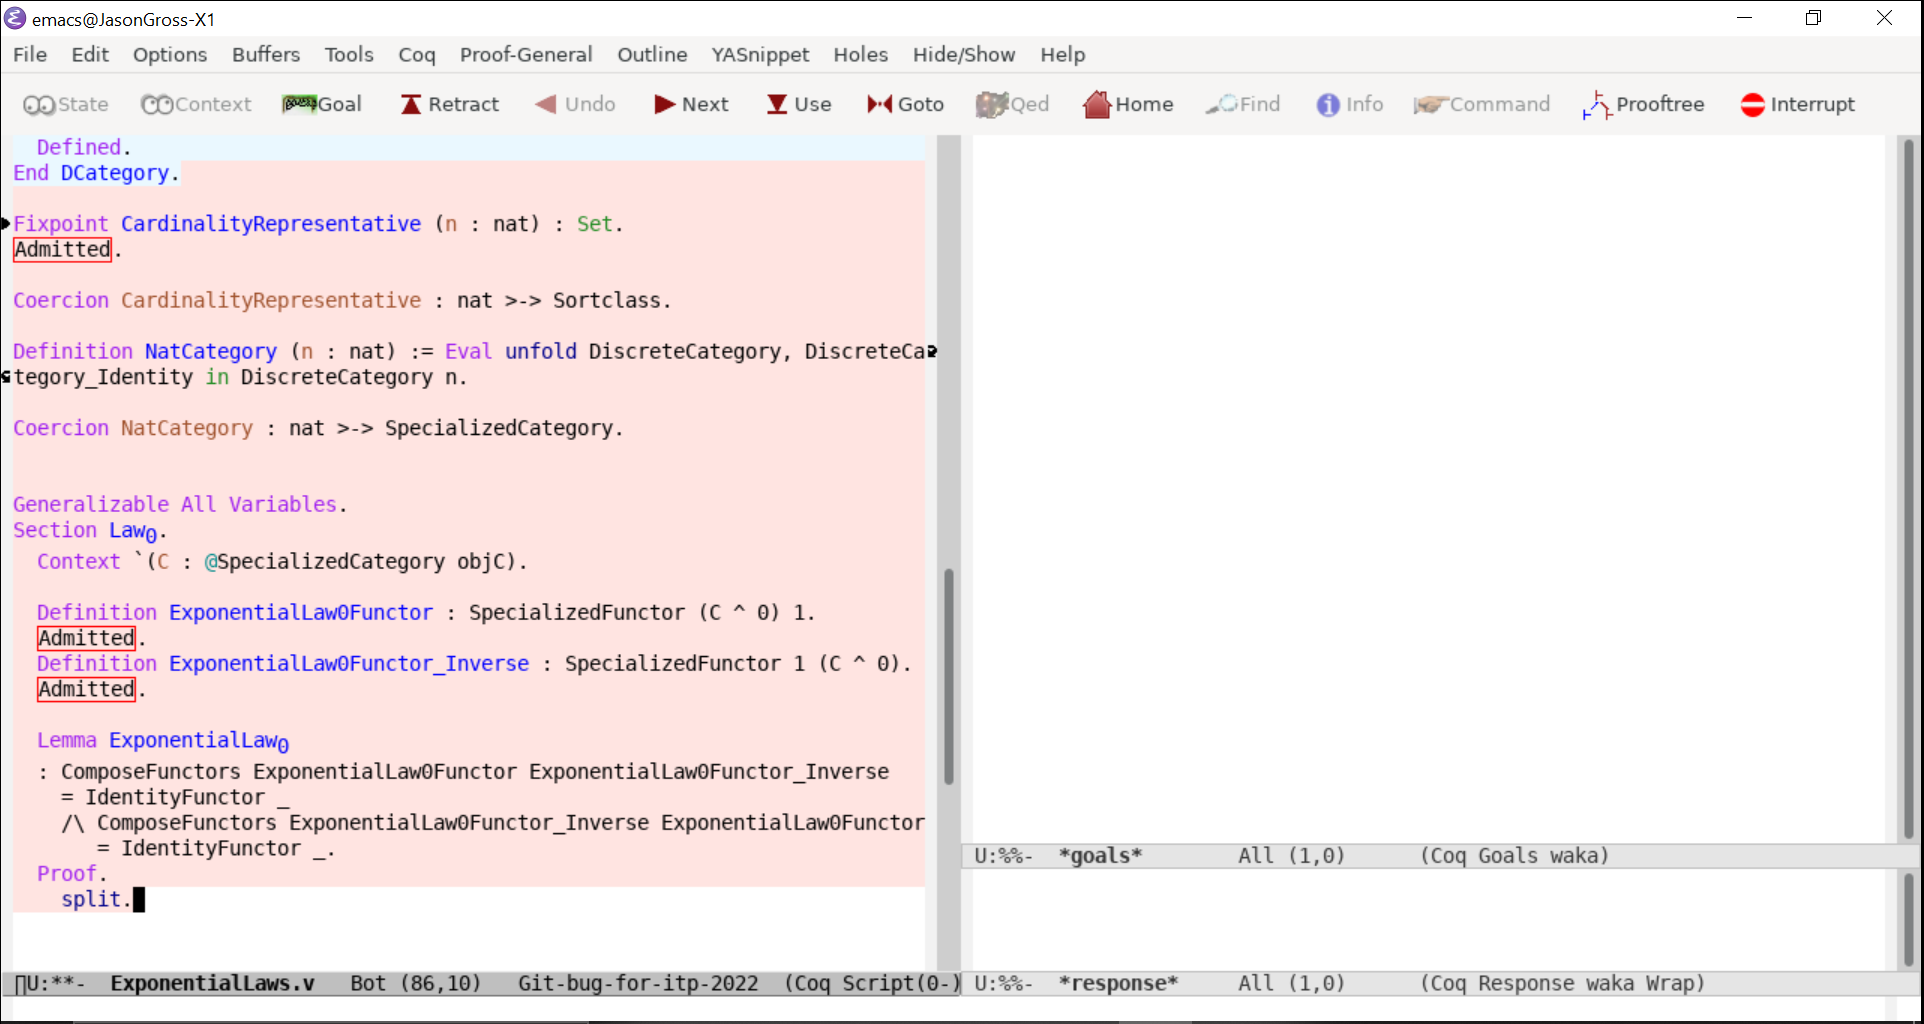 emacs@JasonGross-X1
File Edit Options Buffers Tools Coq Proof-General Outline YASnippet Holes Hide/Show Help
State Context Goal Retract Undo Next Use Goto Qed Home Find Info Command Prooftree Interrupt
Defined.
End DCategory.
Fixpoint CardinalityRepresentative (n : nat) : Set.
Admitted.
Coercion CardinalityRepresentative : nat >-> Sortclass.
Definition NatCategory (n : nat) := Eval unfold DiscreteCategory, DiscreteCa
tegory_Identity in DiscreteCategory n.
Coercion NatCategory : nat >-> SpecializedCategory.
Generalizable All Variables.
Section Law₀.
Context `(C : @SpecializedCategory objC).
Definition ExponentialLaw0Functor : SpecializedFunctor (C ^ 0) 1.
Admitted.
Definition ExponentialLaw0Functor_Inverse : SpecializedFunctor 1 (C ^ 0).
Admitted.
Lemma ExponentialLaw₀
: ComposeFunctors ExponentialLaw0Functor ExponentialLaw0Functor_Inverse
= IdentityFunctor _
/\ ComposeFunctors ExponentialLaw0Functor_Inverse ExponentialLaw0Functor
= IdentityFunctor _.
Proof.
split.
U:**- ExponentialLaws.v Bot (86,10) Git-bug-for-itp-2022 (Coq Script(0-)
U:%%- *goals* All (1,0) (Coq Goals waka)
U:%%- *response* All (1,0) (Coq Response waka Wrap)